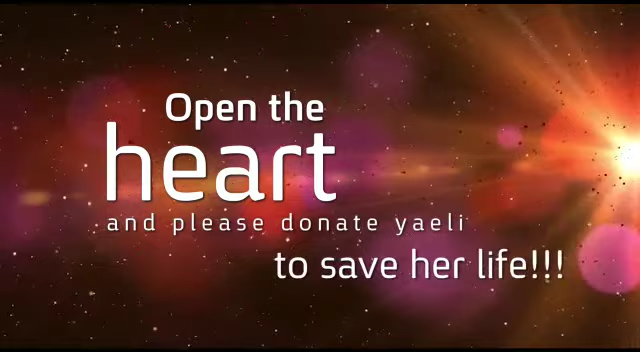 Open the
heart
and please donate yaeli
to save her life!!!